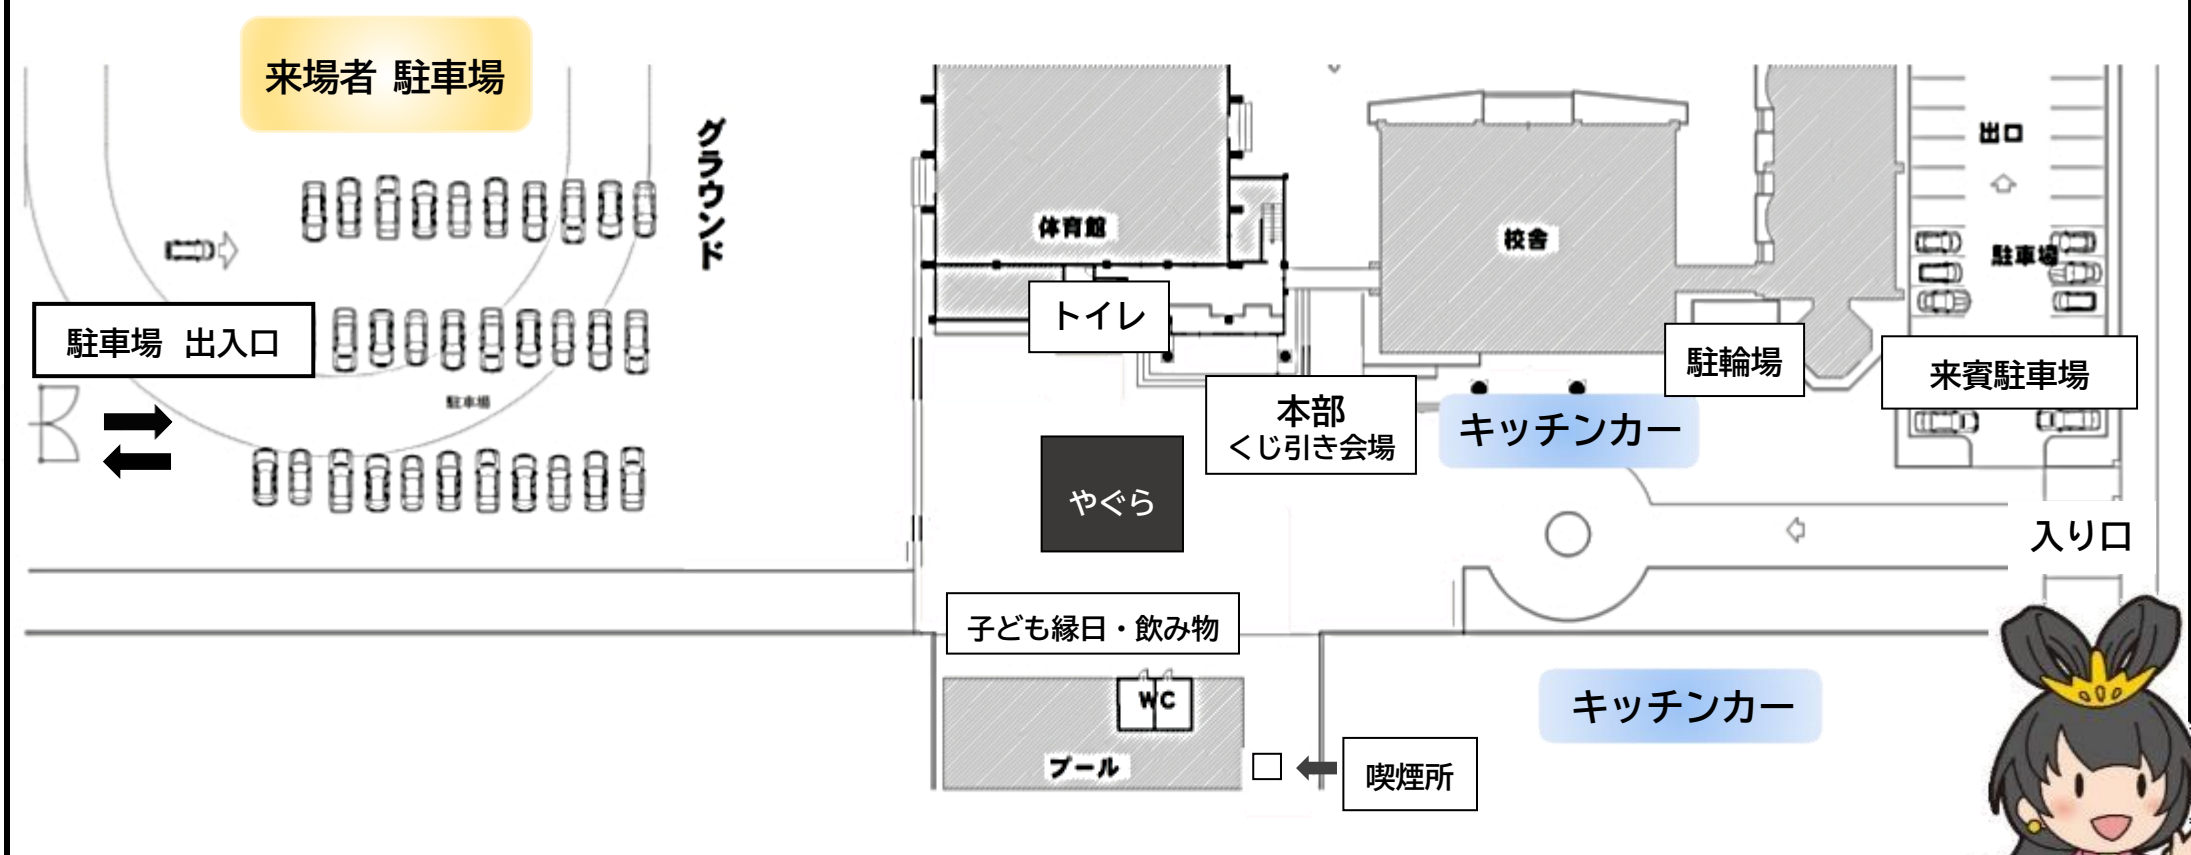 来場者 駐車場
グラウンド
体育館
校舎
出口
駐車場
トイレ
駐車場 出入口
駐輪場
来賓駐車場
駐車場
本部
くじ引き会場
キッチンカー
やぐら
入り口
子ども縁日・飲み物
WC
キッチンカー
プール
喫煙所